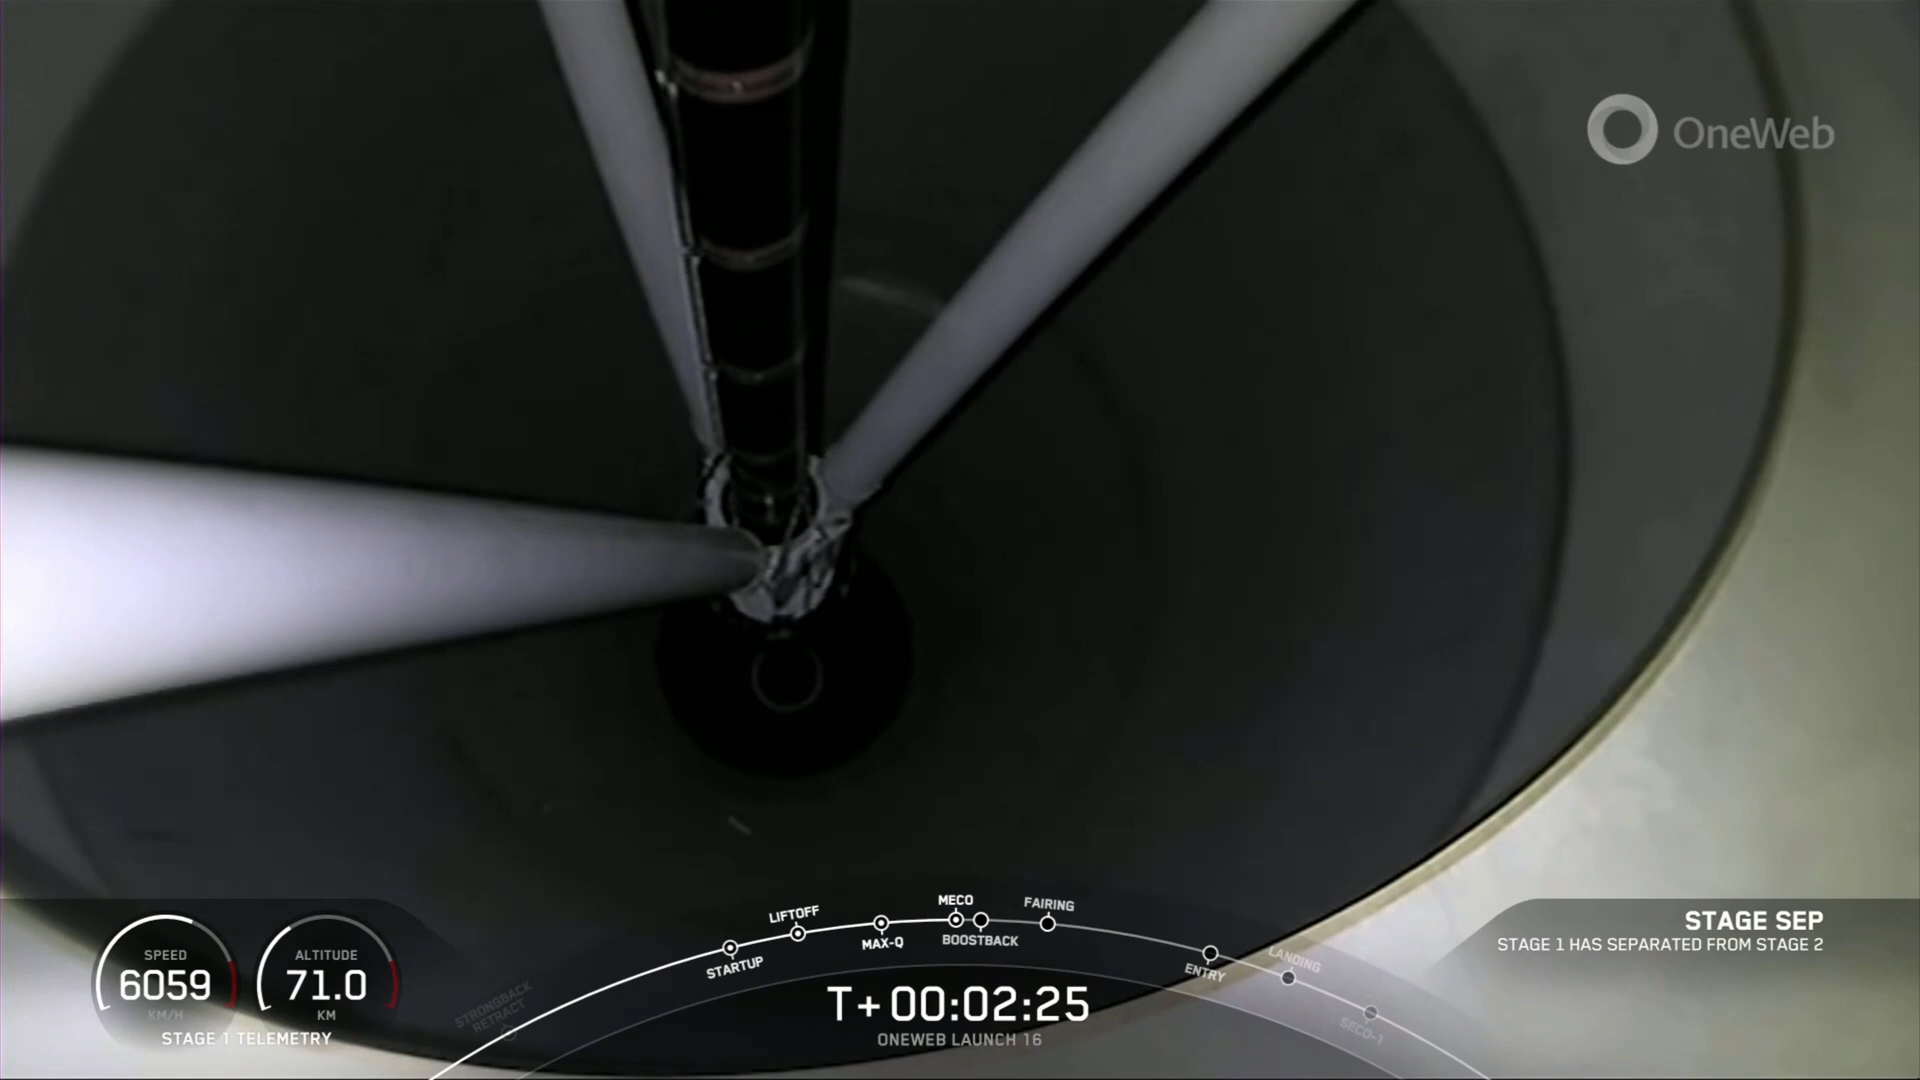 OneWeb
STRONGBACK
RETRACT
STARTUP
LIFTOFF
MAX-Q
MECO
BOOSTBACK
FAIRING
ENTRY
LANDING
SECO-1
SPEED
6059
KM/H
ALTITUDE
71.0
KM
STAGE 1 TELEMETRY
T+00:02:25
ONEWEB LAUNCH 16
STAGE SEP
STAGE 1 HAS SEPARATED FROM STAGE 2